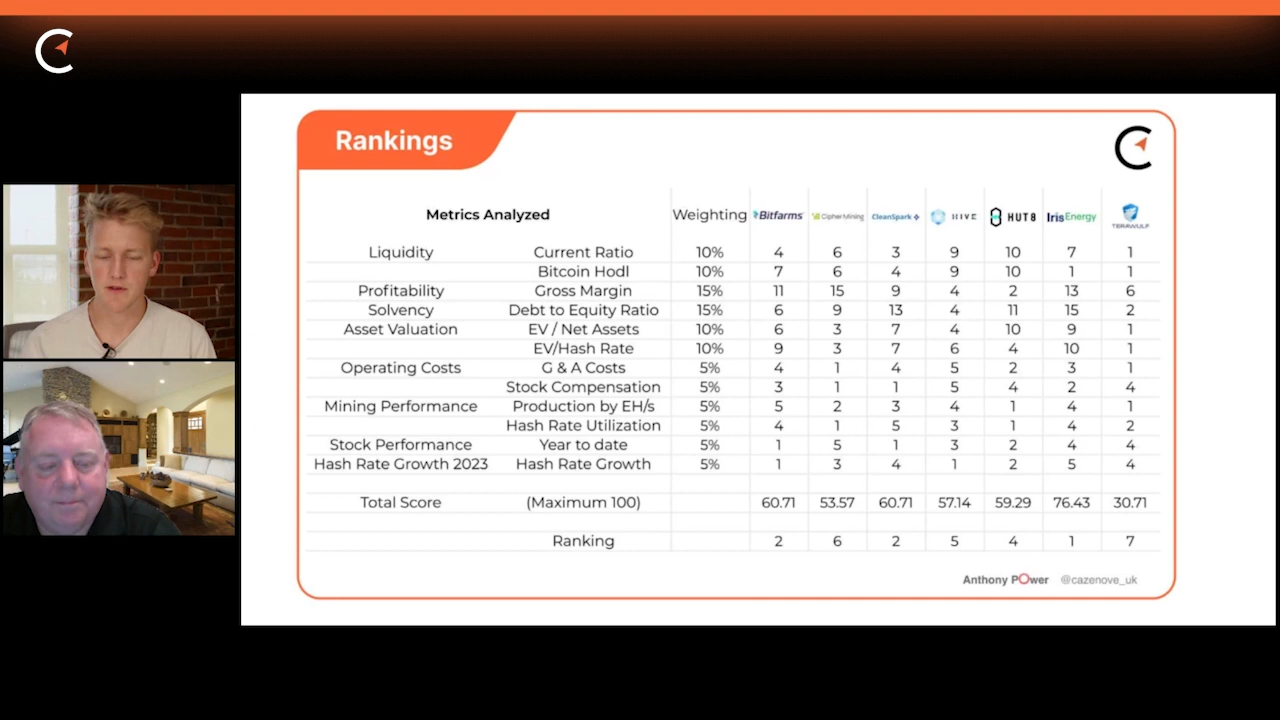 Rankings
Metrics Analyzed Weighting Bitfarms Cipher Mining CleanSpark HIVE HUT8 IrisEnergy TERAWULF
Liquidity Current Ratio 10% 4 6 3 9 10 7 1
Bitcoin Hodl 10% 7 6 4 9 10 1 1
Profitability Gross Margin 15% 11 15 9 4 2 13 6
Solvency Debt to Equity Ratio 15% 6 9 13 4 11 15 2
Asset Valuation EV / Net Assets 10% 6 3 7 4 10 9 1
EV/Hash Rate 10% 9 3 7 6 4 10 1
Operating Costs G & A Costs 5% 4 1 4 5 2 3 1
Stock Compensation 5% 3 1 1 5 4 2 4
Mining Performance Production by EH/s 5% 5 2 3 4 1 4 1
Hash Rate Utilization 5% 4 1 5 3 1 4 2
Stock Performance Year to date 5% 1 5 1 3 2 4 4
Hash Rate Growth 2023 Hash Rate Growth 5% 1 3 4 1 2 5 4
Total Score (Maximum 100) 60.71 53.57 60.71 57.14 59.29 76.43 30.71
Ranking 2 6 2 5 4 1 7
Anthony POwer @cazenove_uk